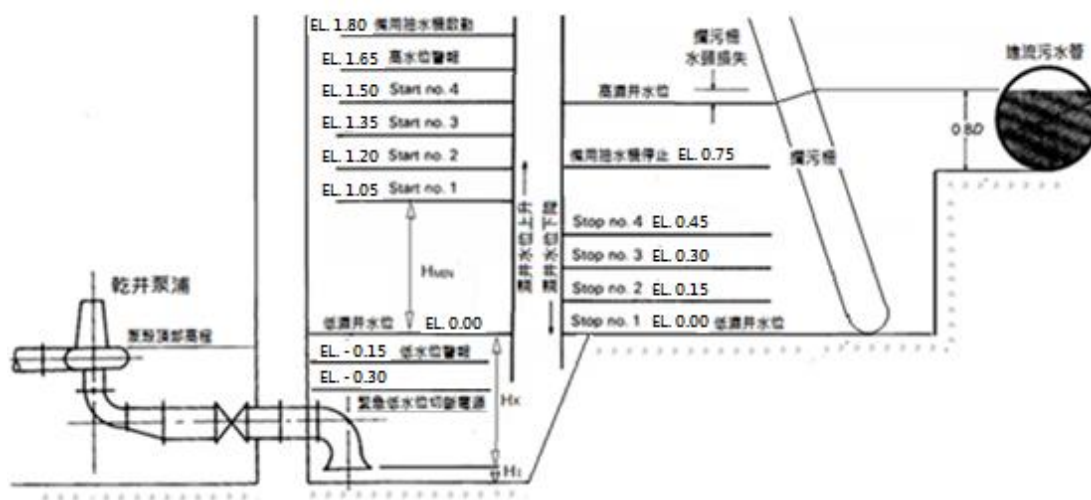 EL. 1.80 備用抽水機啟動
EL. 1.65 高水位警報
EL. 1.50 Start no. 4
EL. 1.35 Start no. 3
EL. 1.20 Start no. 2
EL. 1.05 Start no. 1
HMIN
低濕井水位 EL. 0.00
EL. - 0.15 低水位警報
EL. - 0.30
緊急低水位切斷電源
HX
H1
乾井泵浦
泵殼頂部高程
濕井水位上升
濕井水位下降
攔污柵
水頭損失
高濕井水位
備用抽水機停止 EL. 0.75
Stop no. 4 EL. 0.45
Stop no. 3 EL. 0.30
Stop no. 2 EL. 0.15
Stop no. 1 EL. 0.00 低濕井水位
攔污柵
進流污水管
0.80